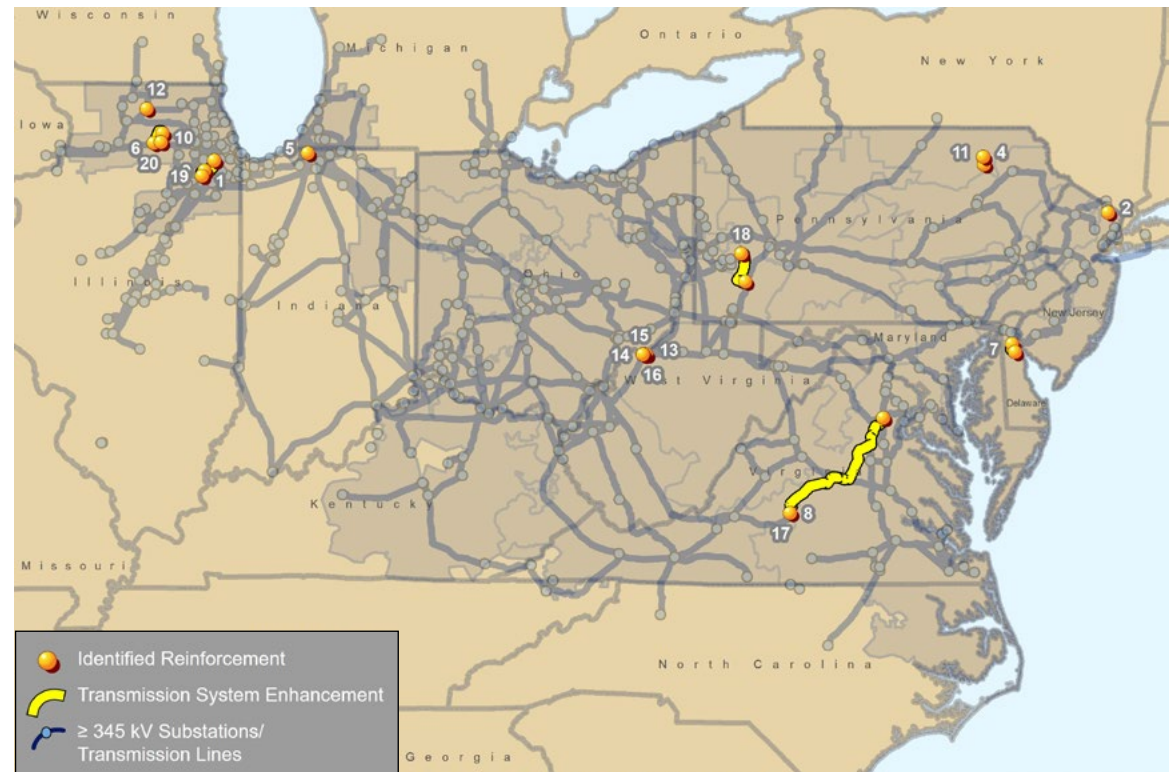 Wisconsin
Michigan
Ontario
New York
12
Iowa
10
6
20
5
19
1
11
4
2
Pennsylvania
18
Ohio
Illinois
Indiana
New Jersey
Maryland
7
15
14
13
16
West Virginia
Delaware
Virginia
Kentucky
8
17
Missouri
North Carolina
Georgia
Identified Reinforcement
Transmission System Enhancement
≥ 345 kV Substations/
Transmission Lines